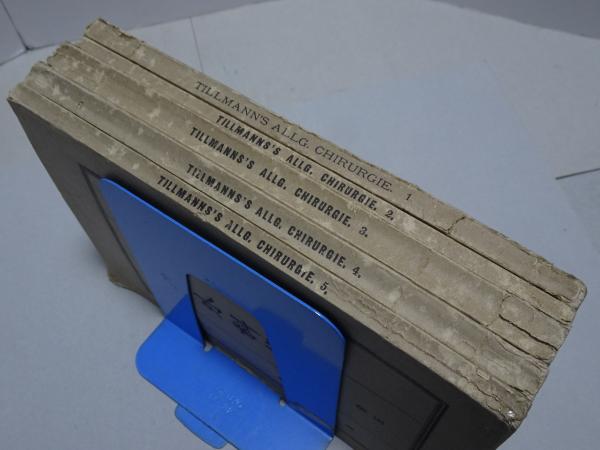 TILLMANN'S ALLG. CHIRURGIE. 1
TILLMANNS'S ALLG. CHIRURGIE. 2.
TILLMANNS'S ALLG. CHIRURGIE. 3.
TILLMANNS'S ALLG. CHIRURGIE. 4.
TILLMANNS'S ALLG. CHIRURGIE. 5.